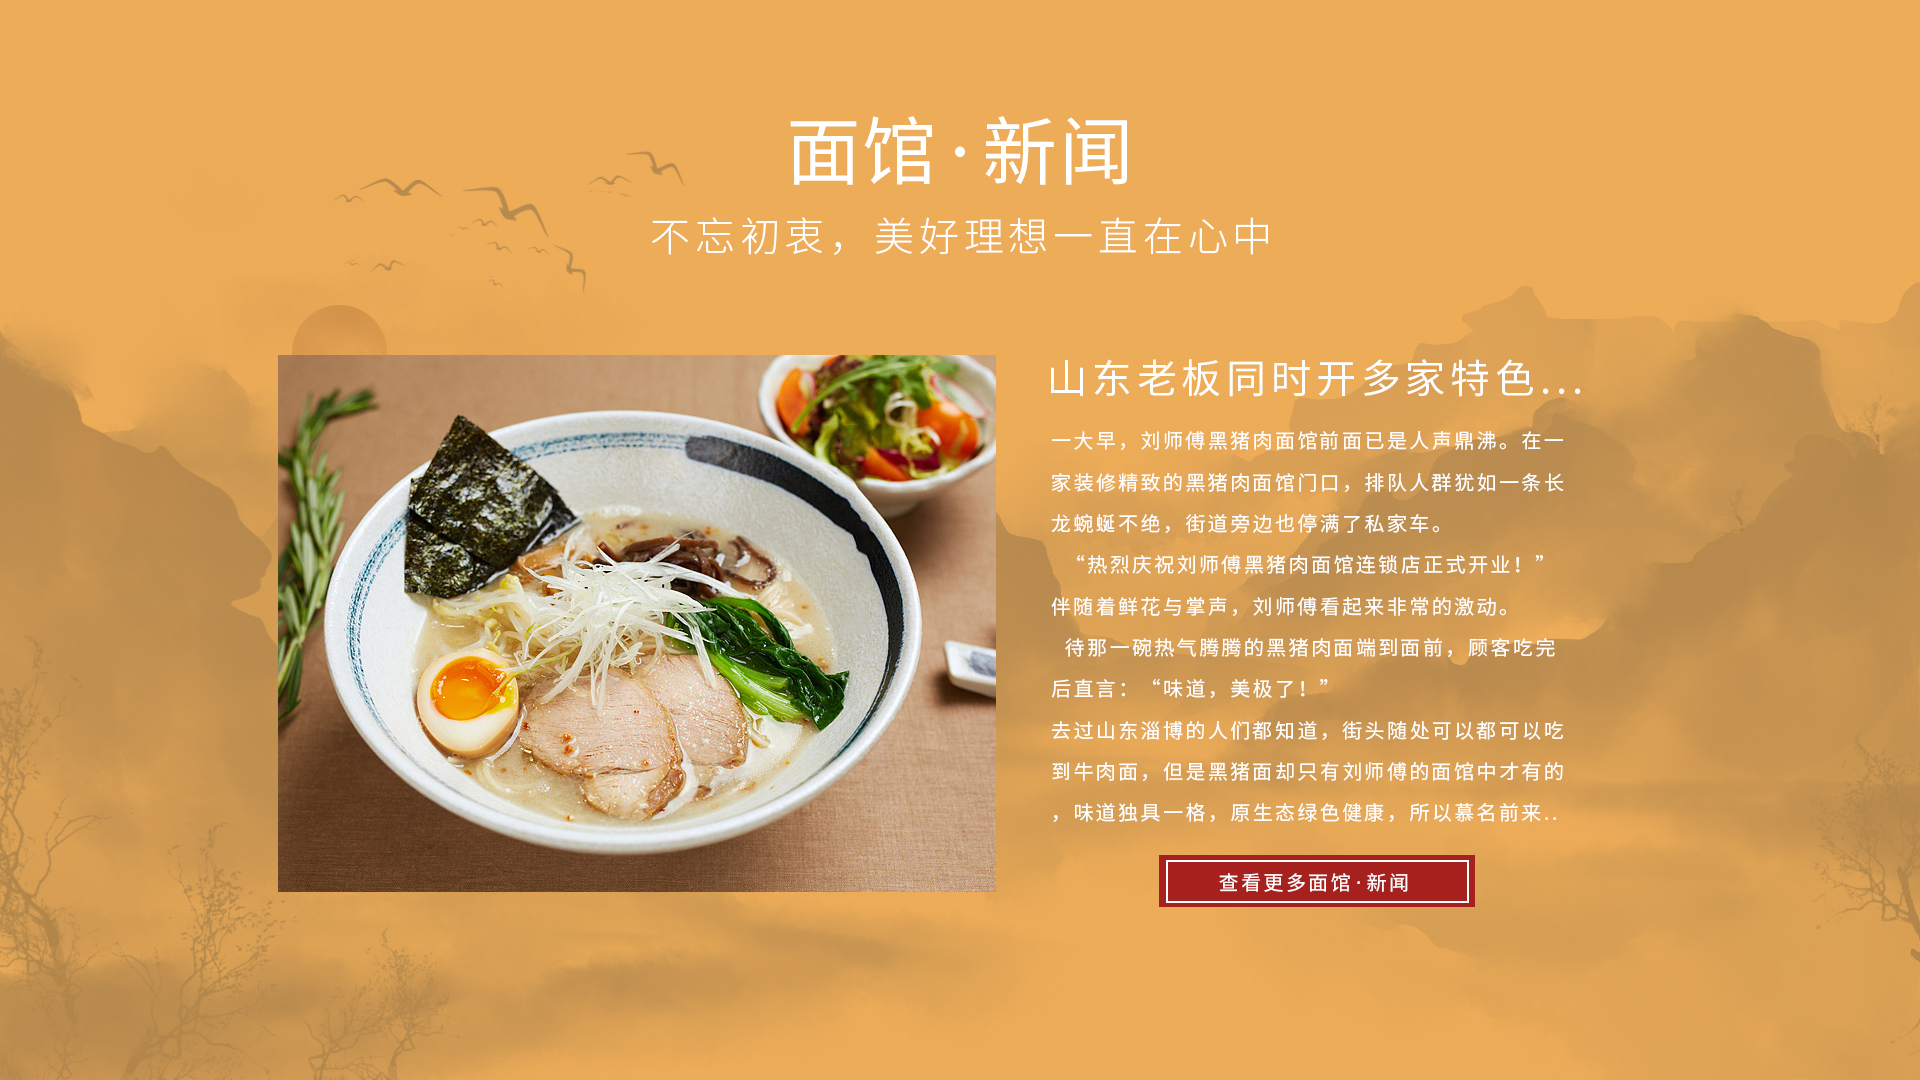 面馆·新闻
不忘初衷，美好理想一直在心中
山东老板同时开多家特色...
一大早，刘师傅黑猪肉面馆前面已是人声鼎沸。在一
家装修精致的黑猪肉面馆门口，排队人群犹如一条长
龙蜿蜒不绝，街道旁边也停满了私家车。
“热烈庆祝刘师傅黑猪肉面馆连锁店正式开业！”
伴随着鲜花与掌声，刘师傅看起来非常的激动。
待那一碗热气腾腾的黑猪肉面端到面前，顾客吃完
后直言：“味道，美极了！”
去过山东淄博的人们都知道，街头随处可以都可以吃
到牛肉面，但是黑猪面却只有刘师傅的面馆中才有的
，味道独具一格，原生态绿色健康，所以慕名前来..
查看更多面馆·新闻